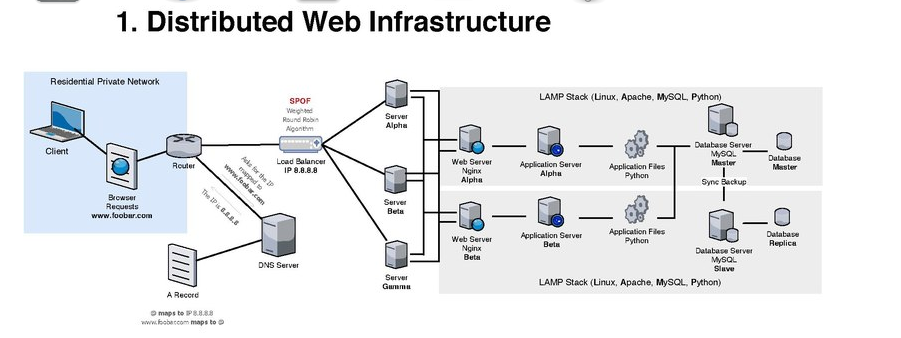 1. Distributed Web Infrastructure
Residential Private Network
Client
Browser
Requests
www.foobar.com
Router
Asks for the IP
mapped to
www.foobar.com
The IP is 8.8.8.8
DNS Server
A Record
@ maps to IP 8.8.8.8
www.foobar.com maps to @
SPOF
Weighted
Round Robin
Algorithm
Load Balancer
IP 8.8.8.8
Server
Alpha
Server
Beta
Server
Gamma
LAMP Stack (Linux, Apache, MySQL, Python)
Web Server
Nginx
Alpha
Application Server
Alpha
Application Files
Python
Database Server
MySQL
Master
Database
Master
Sync Backup
Web Server
Nginx
Beta
Application Server
Beta
Application Files
Python
Database Server
MySQL
Slave
Database
Replica
LAMP Stack (Linux, Apache, MySQL, Python)